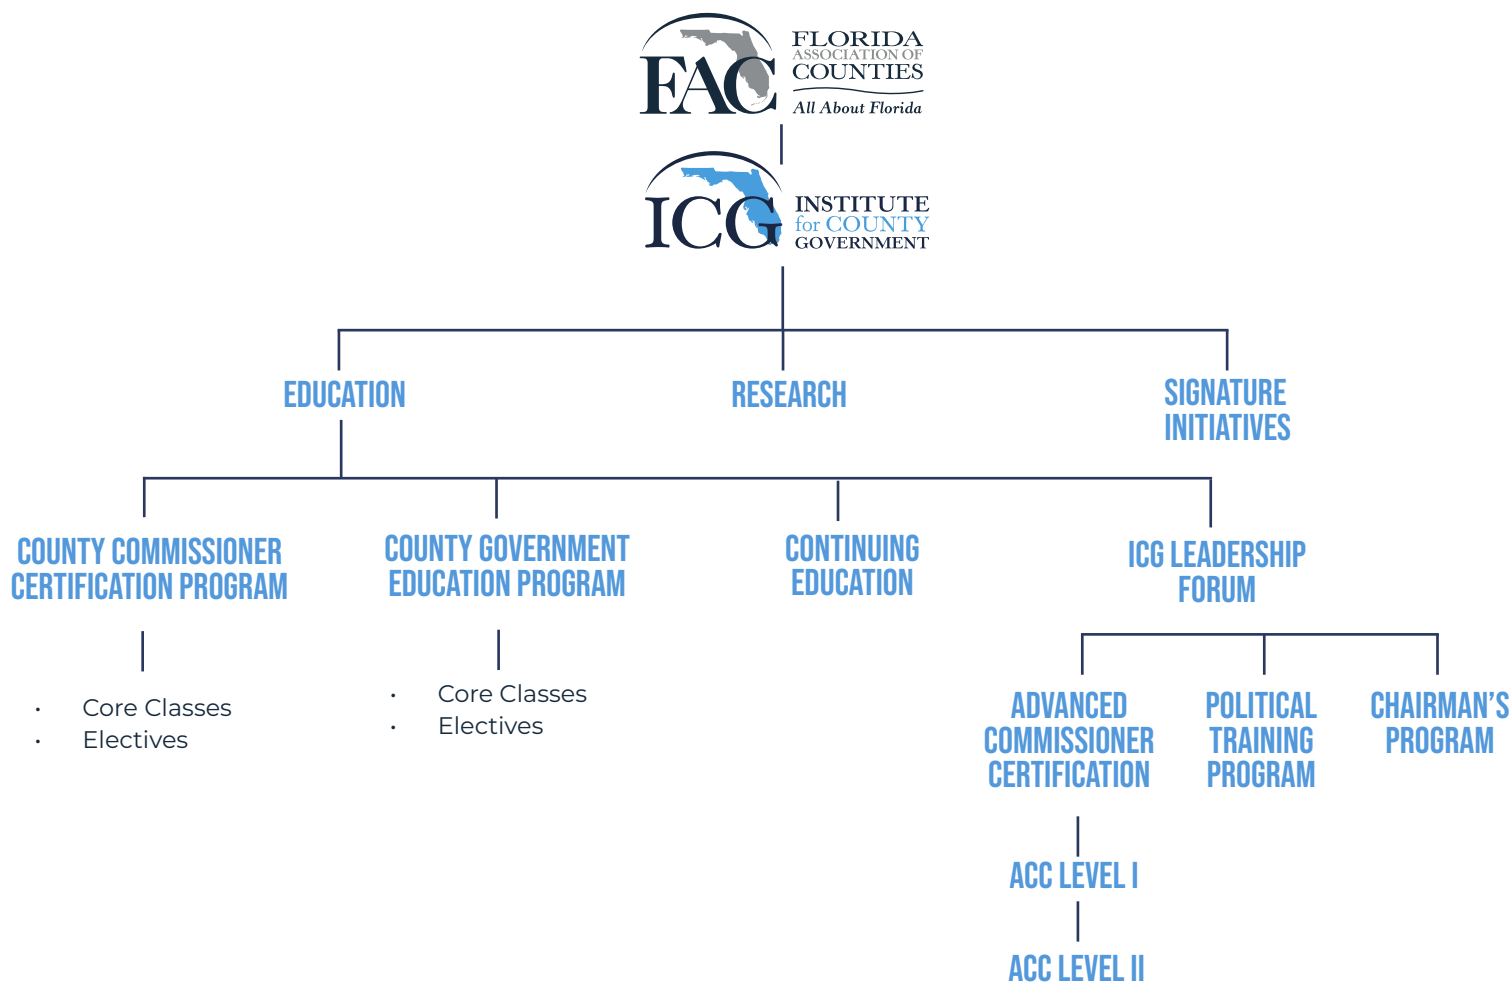 FAC
FLORIDA
ASSOCIATION OF
COUNTIES
All About Florida
ICG
INSTITUTE
for COUNTY
GOVERNMENT
EDUCATION
RESEARCH
SIGNATURE
INITIATIVES
COUNTY COMMISSIONER
CERTIFICATION PROGRAM
COUNTY GOVERNMENT
EDUCATION PROGRAM
CONTINUING
EDUCATION
ICG LEADERSHIP
FORUM
• Core Classes
• Electives
• Core Classes
• Electives
ADVANCED
COMMISSIONER
CERTIFICATION
POLITICAL
TRAINING
PROGRAM
CHAIRMAN'S
PROGRAM
ACC LEVEL I
ACC LEVEL II